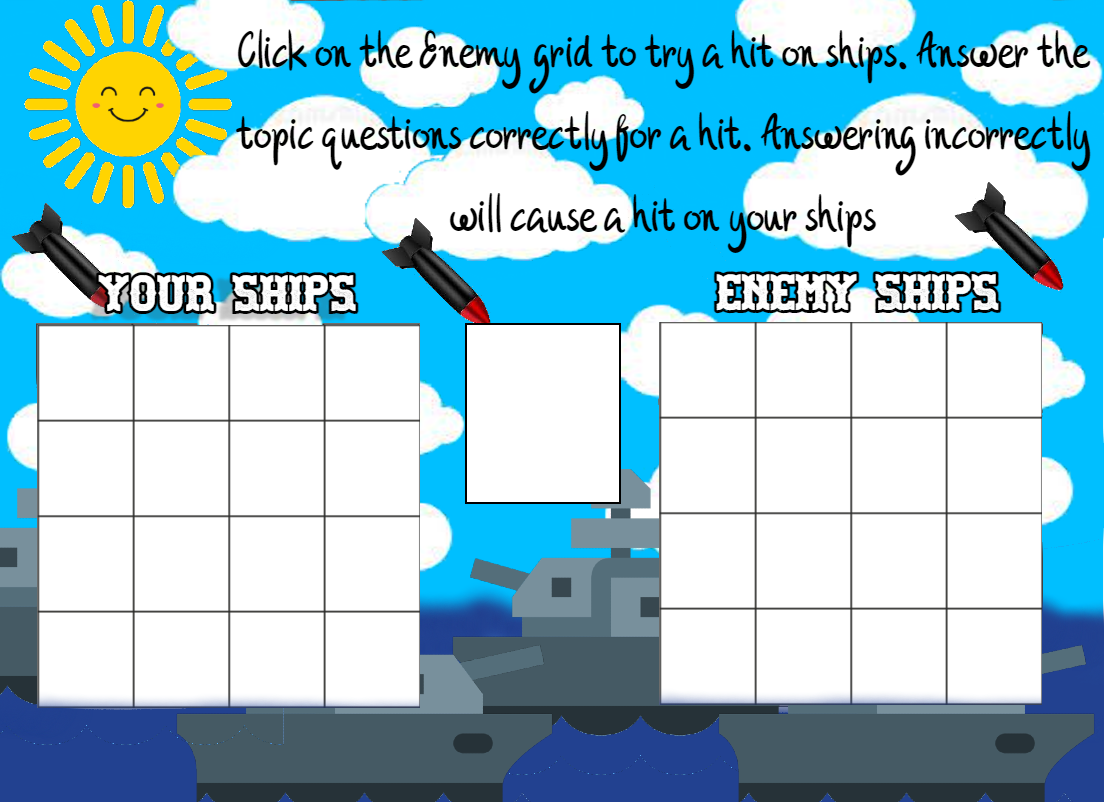 Click on the Enemy grid to try a hit on ships. Answer the
topic questions correctly for a hit. Answering incorrectly
will cause a hit on your ships
YOUR SHIPS
ENEMY SHIPS